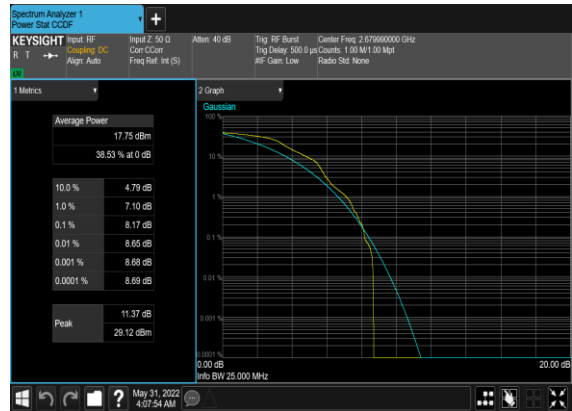 Spectrum Analyzer 1
Power Stat CCDF
KEYSIGHT
R T
LV
Input: RF
Coupling: DC
Align: Auto
Input Z: 50 Ω
Corr CCorr
Freq Ref: Int (S)
Atten: 40 dB
Trig: RF Burst
Trig Delay: 500.0 µs
#IF Gain: Low
Center Freq: 2.679990000 GHz
Counts: 1.00 M/1.00 Mpt
Radio Std: None
1 Metrics
Average Power
17.75 dBm
38.53 % at 0 dB
10.0 % 4.79 dB
1.0 % 7.10 dB
0.1 % 8.17 dB
0.01 % 8.65 dB
0.001 % 8.68 dB
0.0001 % 8.69 dB
Peak
11.37 dB
29.12 dBm
2 Graph
Gaussian
100 %
10 %
1 %
0.1 %
0.01 %
0.001 %
0.0001 %
0.00 dB 20.00 dB
Info BW 25.000 MHz
? May 31, 2022
4:07:54 AM